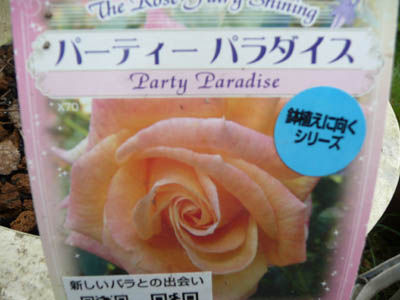 The Rose Fairy Shining
パーティー パラダイス
Party Paradise
X70
鉢植えに向く
シリーズ
新しいバラとの出会い